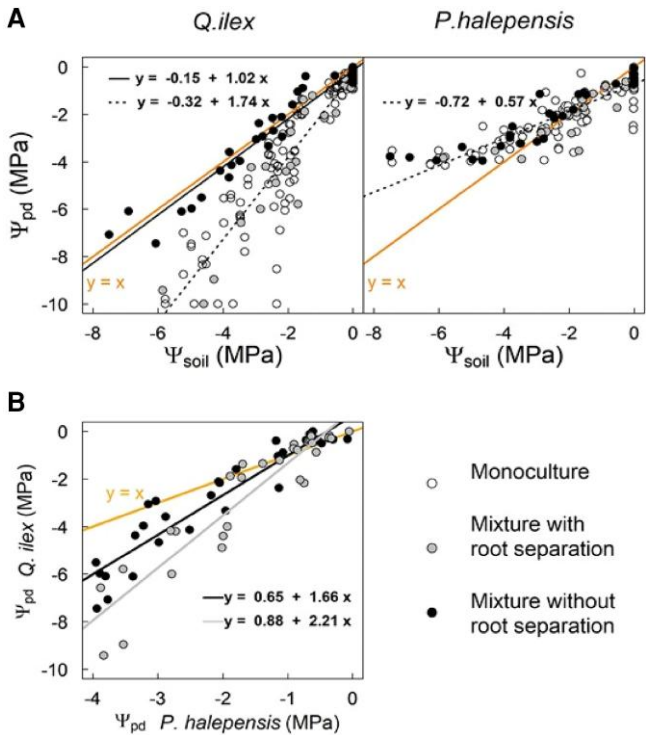 A
Q.ilex
P.halepensis
y = -0.15 + 1.02 x
y = -0.32 + 1.74 x
y = -0.72 + 0.57 x
0
-2
-4
-6
-8
-10
Ψpd (MPa)
y = x
y = x
-8 -6 -4 -2 0
-8 -6 -4 -2 0
Ψsoil (MPa)
Ψsoil (MPa)
B
0
-2
-4
-6
-8
-10
Ψpd Q. ilex (MPa)
y = x
y = 0.65 + 1.66 x
y = 0.88 + 2.21 x
-4 -3 -2 -1 0
Ψpd P. halepensis (MPa)
Monoculture
Mixture with
root separation
Mixture without
root separation